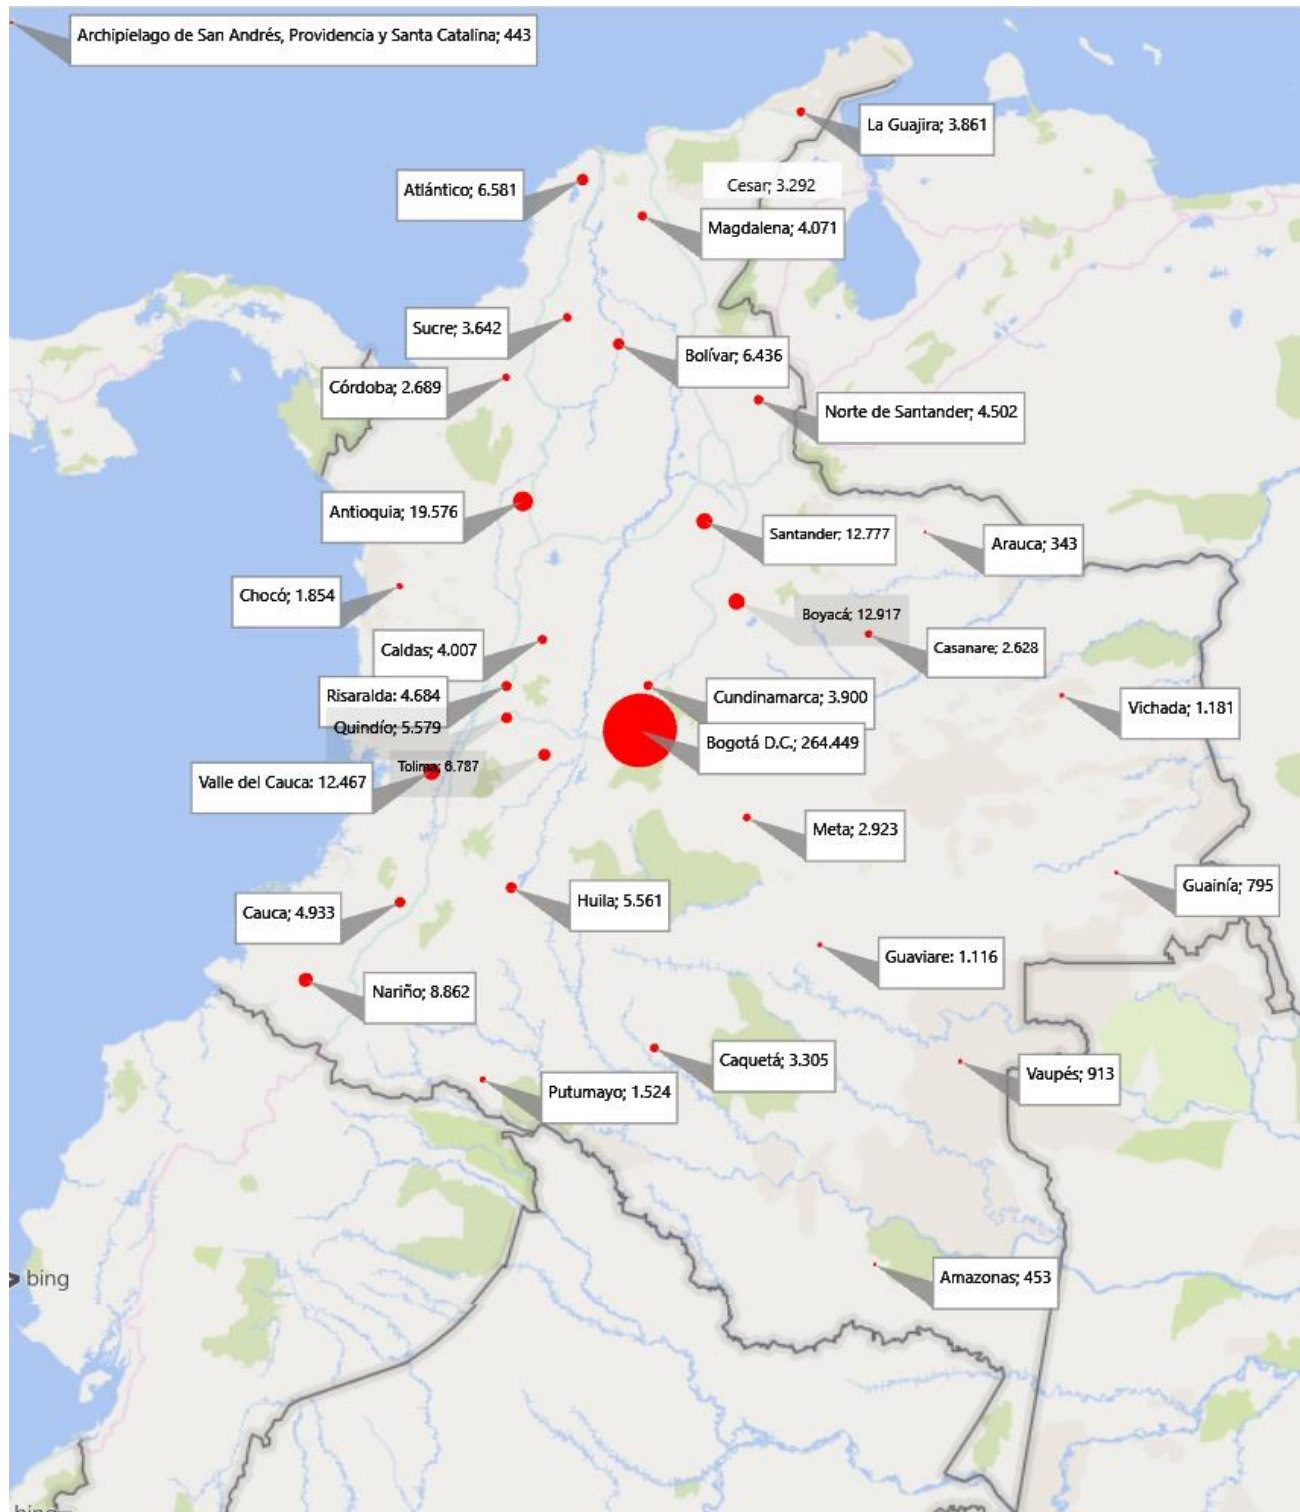 Archipielago de San Andrés, Providencia y Santa Catalina; 443
La Guajira; 3.861
Cesar; 3.292
Atlántico; 6.581
Magdalena; 4.071
Sucre; 3.642
Bolívar; 6.436
Córdoba; 2.689
Norte de Santander; 4.502
Antioquia; 19.576
Santander; 12.777
Arauca; 343
Chocó; 1.854
Boyacá; 12.917
Caldas; 4.007
Casanare; 2.628
Risaralda: 4.684
Cundinamarca; 3.900
Vichada; 1.181
Quindío; 5.579
Bogotá D.C.; 264.449
Tolima; 6.787
Valle del Cauca: 12.467
Meta; 2.923
Guainía; 795
Huila; 5.561
Cauca; 4.933
Guaviare: 1.116
Nariño; 8.862
Caquetá; 3.305
Vaupés; 913
Putumayo; 1.524
bing
Amazonas; 453
bing